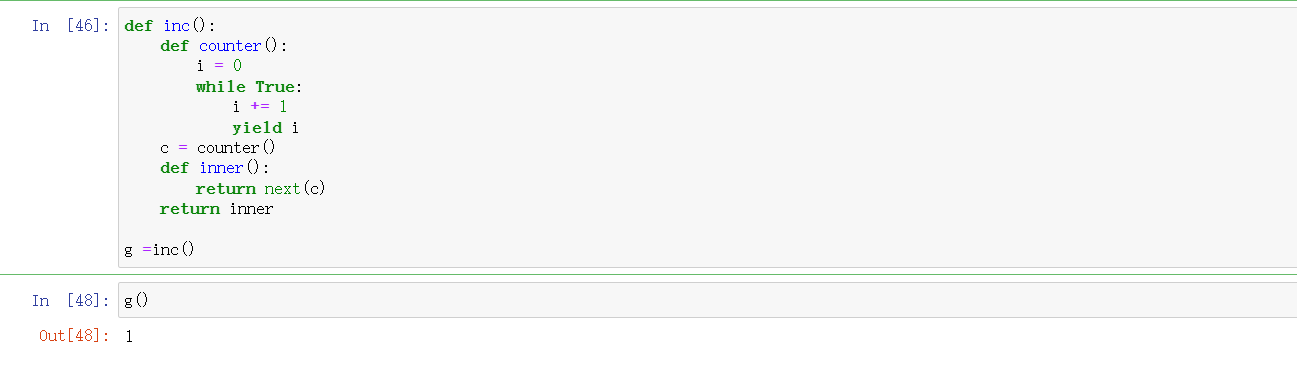 In [46]: def inc():
    def counter():
        i = 0
        while True:
            i += 1
            yield i
    c = counter()
    def inner():
        return next(c)
    return inner

g =inc()
In [48]: g()
Out[48]: 1